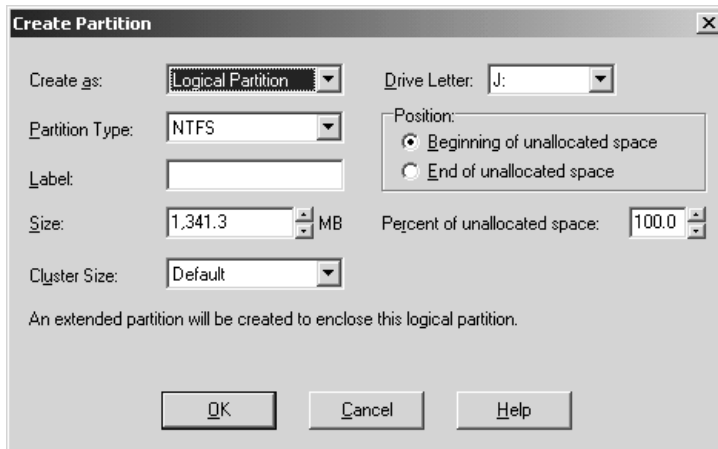 Create Partition
Create as: Logical Partition Drive Letter: J:
Partition Type: NTFS Position:
Beginning of unallocated space
Label: End of unallocated space
Size: 1,341.3 MB Percent of unallocated space: 100.0
Cluster Size: Default
An extended partition will be created to enclose this logical partition.
OK Cancel Help